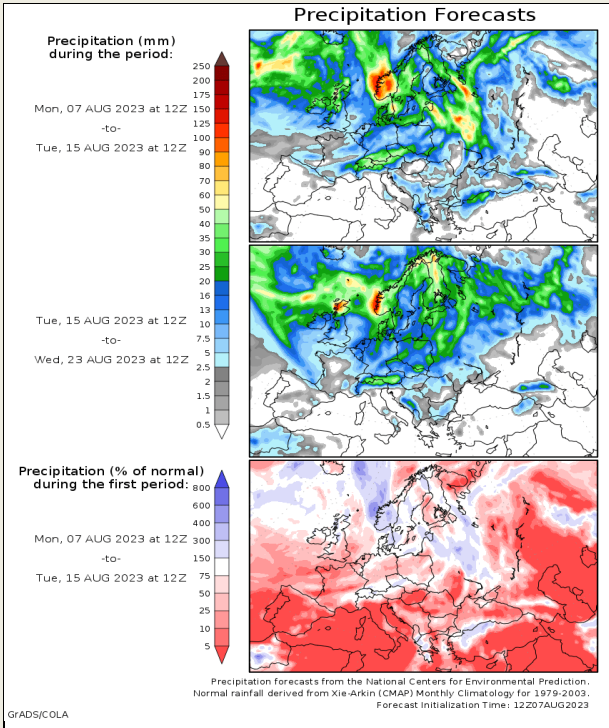 Precipitation Forecasts
Precipitation (mm)
during the period:
250
200
175
150
125
100
90
80
70
60
50
40
35
30
25
20
16
13
10
7.5
5
2.5
2
1.5
1
0.5
Mon, 07 AUG 2023 at 12Z
-to-
Tue, 15 AUG 2023 at 12Z
Tue, 15 AUG 2023 at 12Z
-to-
Wed, 23 AUG 2023 at 12Z
Precipitation (% of normal)
during the first period:
800
600
400
300
150
75
50
25
10
5
Mon, 07 AUG 2023 at 12Z
-to-
Tue, 15 AUG 2023 at 12Z
Precipitation forecasts from the National Centers for Environmental Prediction.
Normal rainfall derived from Xie-Arkin (CMAP) Monthly Climatology for 1979-2003.
Forecast Initialization Time: 12Z07AUG2023
GrADS/COLA